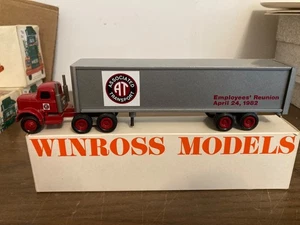 ASSOCIATED
AT
TRANSPORT
Employees' Reunion
April 24, 1982
WINROSS MODELS